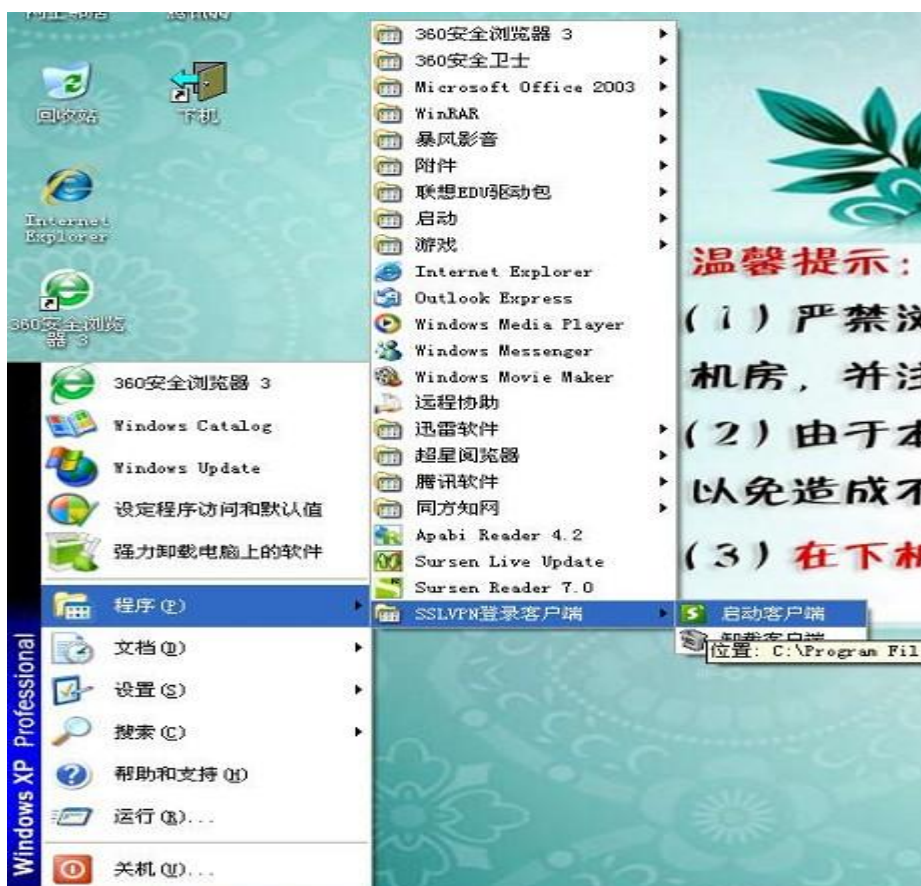 回收站
下机
Internet
Explorer
360安全浏览
器 3
360安全浏览器 3
Windows Catalog
Windows Update
设定程序访问和默认值
强力卸载电脑上的软件
程序(P)
文档(D)
设置(S)
搜索(C)
帮助和支持(H)
运行(R)...
关机(U)...
Windows XP Professional
360安全浏览器 3
360安全卫士
Microsoft Office 2003
WinRAR
暴风影音
附件
联想EDU驱动包
启动
游戏
Internet Explorer
Outlook Express
Windows Media Player
Windows Messenger
Windows Movie Maker
远程协助
迅雷软件
超星阅览器
腾讯软件
同方知网
Apabi Reader 4.2
Sursen Live Update
Sursen Reader 7.0
SSLVPN登录客户端
启动客户端
卸载客户端
位置: C:\Program Fil
温馨提示:
(1)严禁
机房，并
(2)由于
以免造成不
(3)在下机